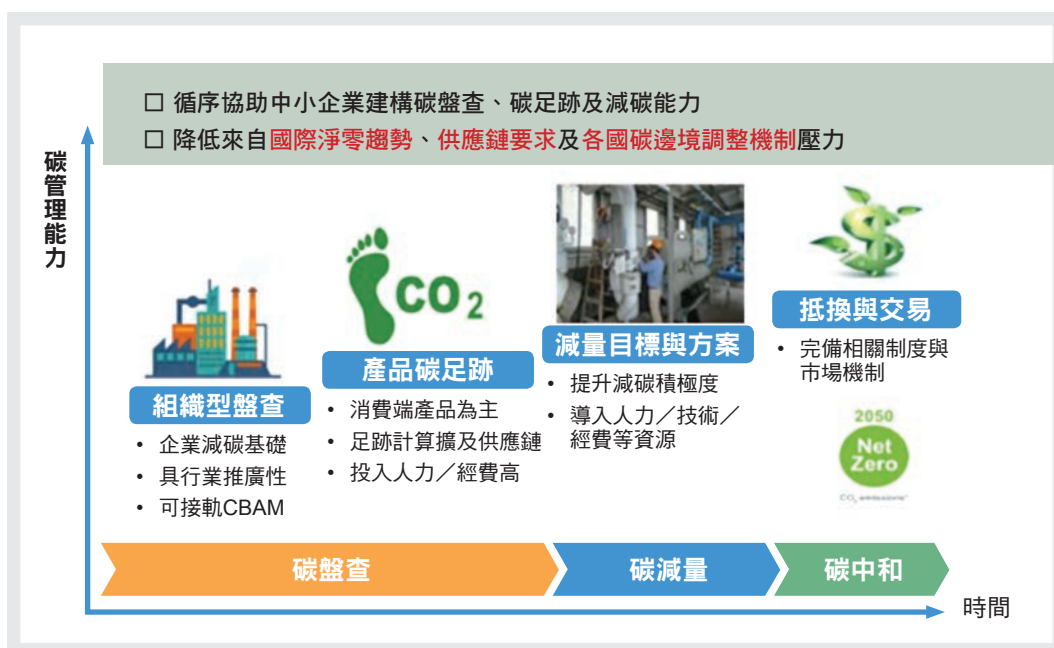 □ 循序協助中小企業建構碳盤查、碳足跡及減碳能力
□ 降低來自國際淨零趨勢、供應鏈要求及各國碳邊境調整機制壓力
碳管理能力
組織型盤查
• 企業減碳基礎
• 具行業推廣性
• 可接軌CBAM
CO2
產品碳足跡
• 消費端產品為主
• 足跡計算擴及供應鏈
• 投入人力／經費高
減量目標與方案
• 提升減碳積極度
• 導入人力／技術／
經費等資源
抵換與交易
• 完備相關制度與
市場機制
2050
Net
Zero
CO2 emissions
碳盤查
碳減量
碳中和
時間